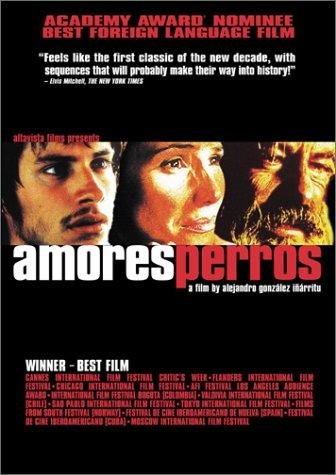 ACADEMY AWARD® NOMINEE
BEST FOREIGN LANGUAGE FILM
"Feels like the first classic of the new decade, with
sequences that will probably make their way into history!"
– Elvis Mitchell, THE NEW YORK TIMES
altavista films presents
amoresperros
a film by alejandro gonzález iñárritu
WINNER - BEST FILM
CANNES INTERNATIONAL FILM FESTIVAL CRITIC'S WEEK • FLANDERS INTERNATIONAL FILM
FESTIVAL • CHICAGO INTERNATIONAL FILM FESTIVAL • AFI FESTIVAL LOS ANGELES AUDIENCE
AWARD • INTERNATIONAL FILM FESTIVAL BOGOTA [COLOMBIA] • VALDIVIA INTERNATIONAL FILM FESTIVAL
[CHILE] • SAO PAULO INTERNATIONAL FILM FESTIVAL • TOKYO INTERNATIONAL FILM FESTIVAL • FILMS
FROM SOUTH FESTIVAL [NORWAY] • FESTIVAL DE CINE IBEROAMERICANO DE HUELVA [SPAIN] • FESTIVAL
DE CINE IBEROAMERICANO [CUBA] • MOSCOW INTERNATIONAL FILM FESTIVAL